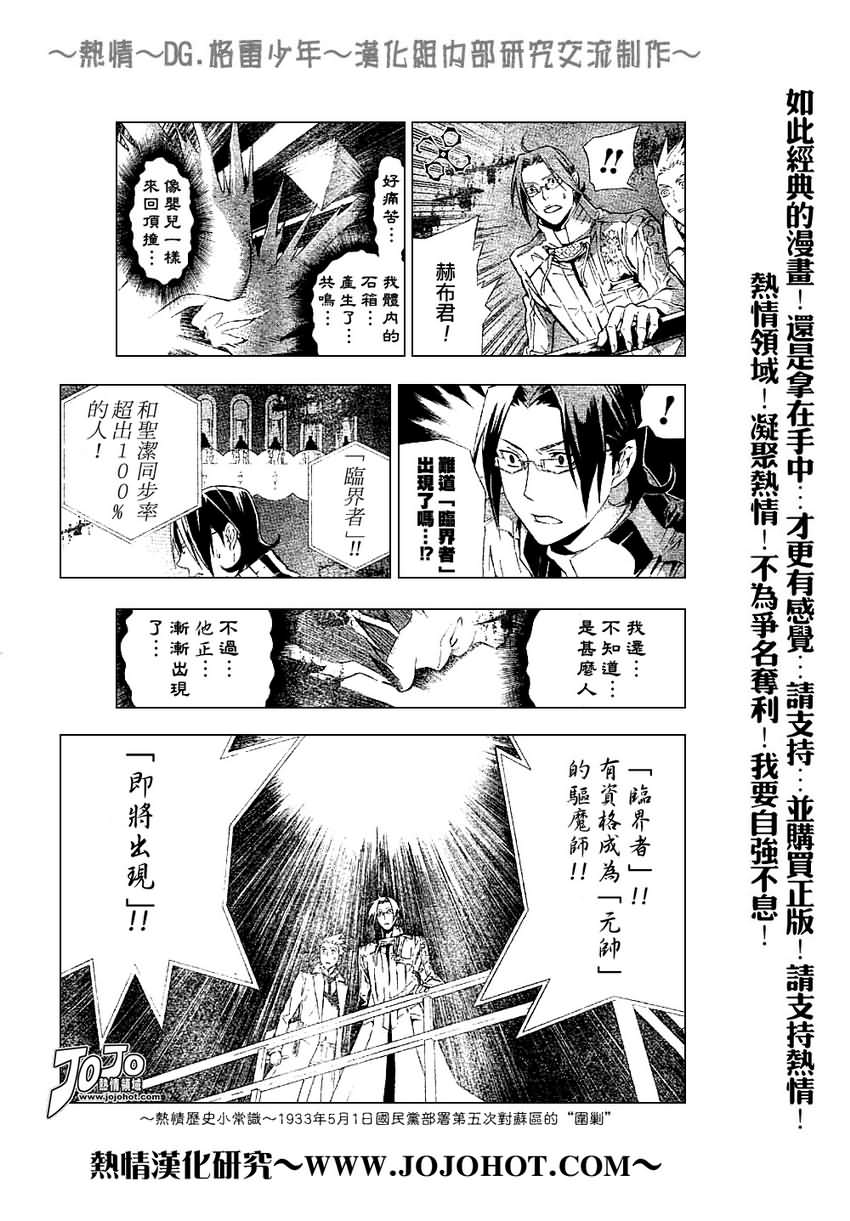 ～熱情～DG.格雷少年～漢化組內部研究交流制作～
如此經典的漫畫！還是拿在手中…才更有感覺…請支持…並購買正版！請支持熱情！
熱情領域！凝聚熱情！不為爭名奪利！我要自強不息！
!!
赫布君！
好痛苦…
我體內的
石箱…
產生了…
共鳴…
像嬰兒一樣
來回頂撞…
！
難道「臨界者」
出現了嗎…!?
「臨界者」!!
和聖潔同步率
超出100%
的人！
我還…
不知道…
是甚麼人
不過…
他正…
漸漸出現
了…
「臨界者」!!
有資格成為「元帥」
的驅魔師!!
「即將出現」!!
JOJO
熱情領域
www.jojohot.com
～熱情歷史小常識～1933年5月1日國民黨部署第五次對蘇區的“圍剿”
熱情漢化研究～WWW.JOJOHOT.COM～